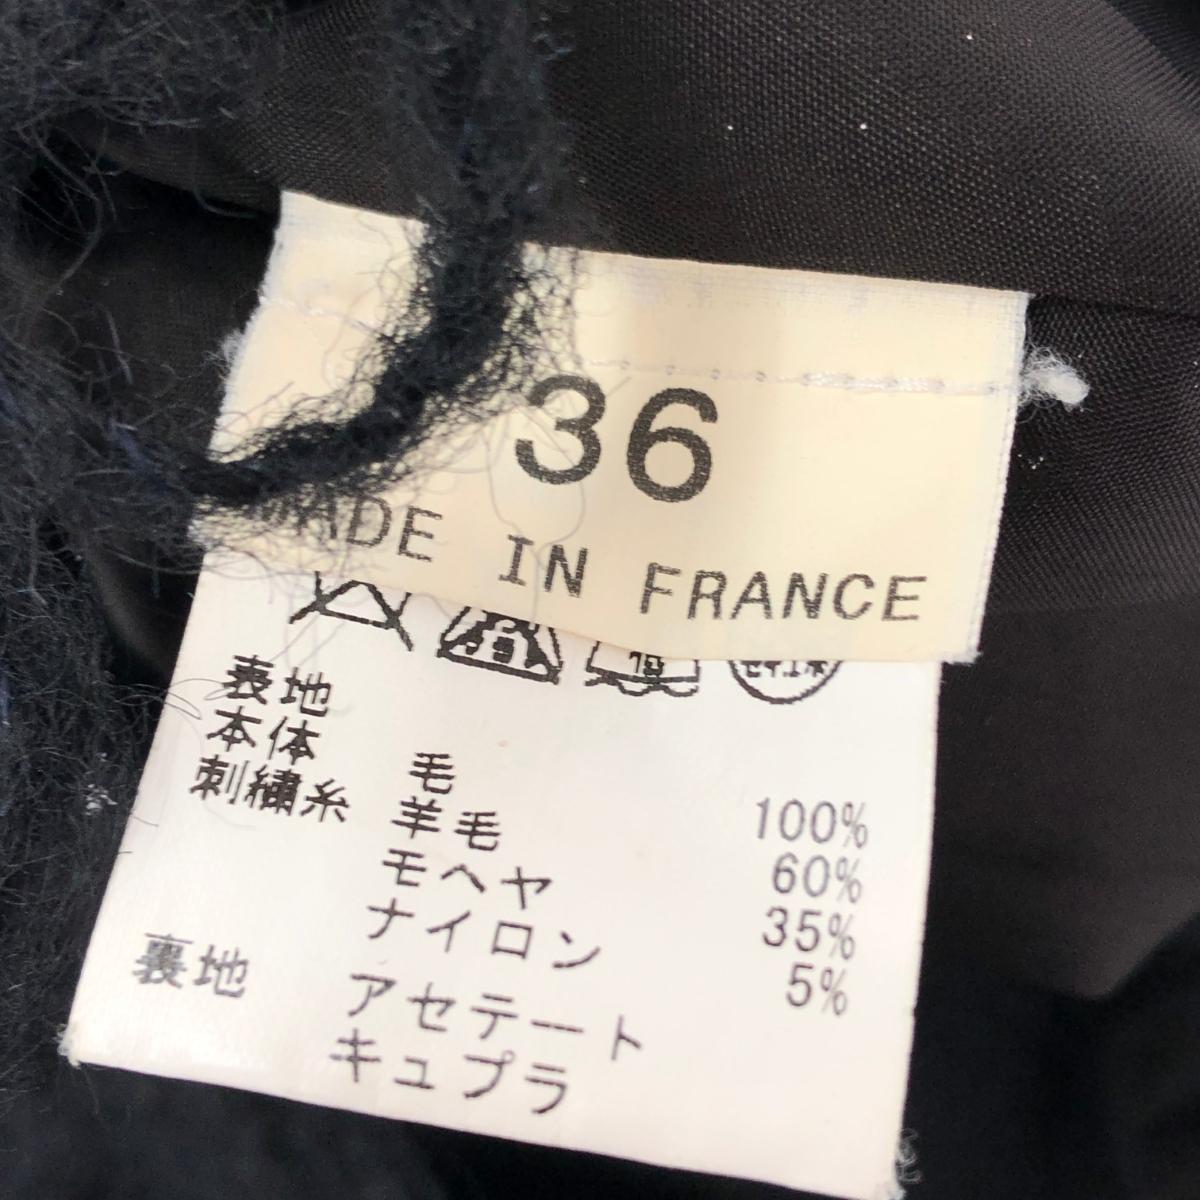 36
MADE IN FRANCE
表地
本体 毛 100%
刺繍糸 羊毛 60%
モヘヤ 35%
ナイロン 5%
裏地 アセテート
キュプラ